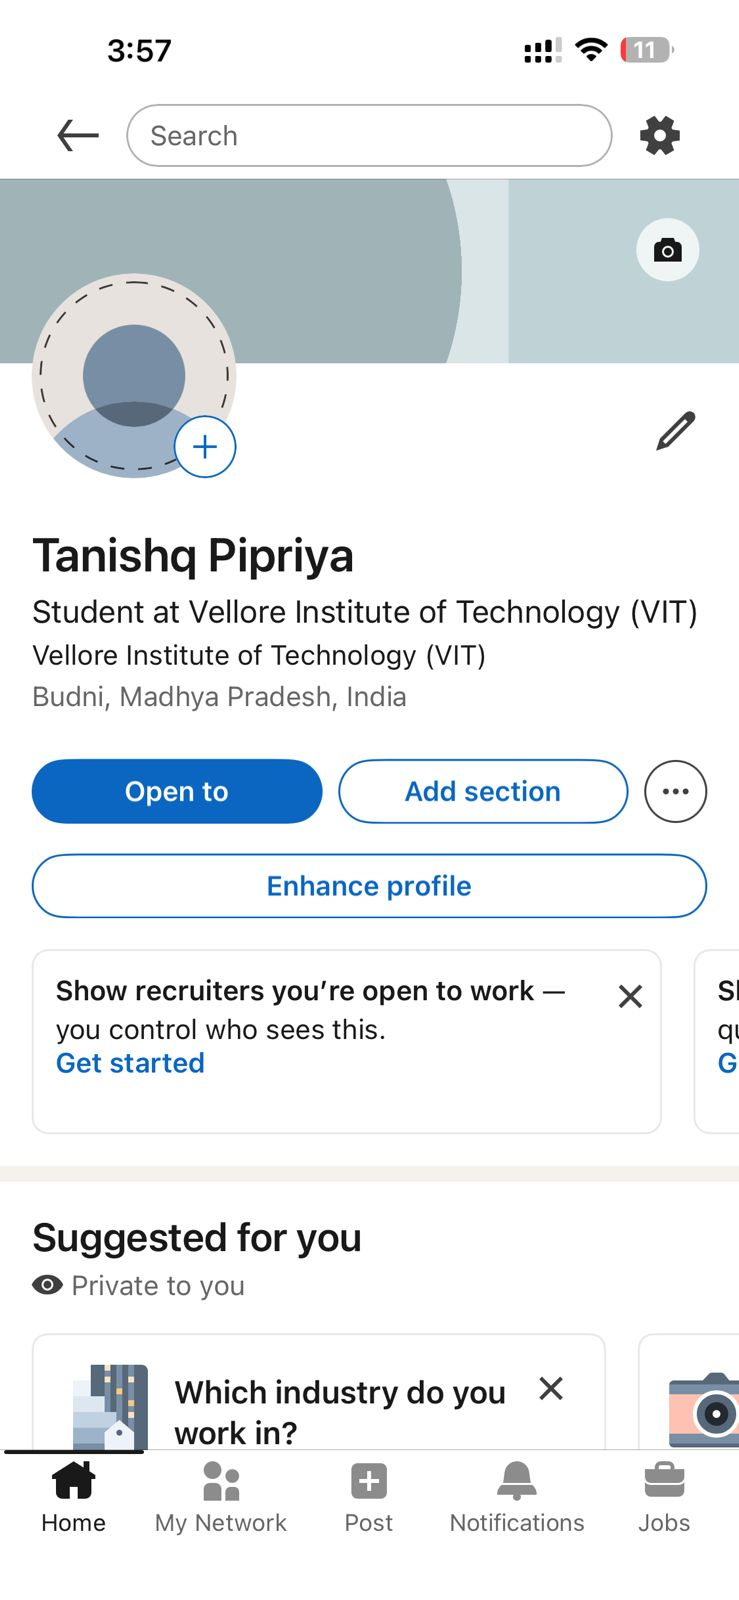 3:57
11
Search
Tanishq Pipriya
Student at Vellore Institute of Technology (VIT)
Vellore Institute of Technology (VIT)
Budni, Madhya Pradesh, India
Open to
Add section
Enhance profile
Show recruiters you’re open to work —
you control who sees this.
Get started
Suggested for you
Private to you
Which industry do you
work in?
Home
My Network
Post
Notifications
Jobs